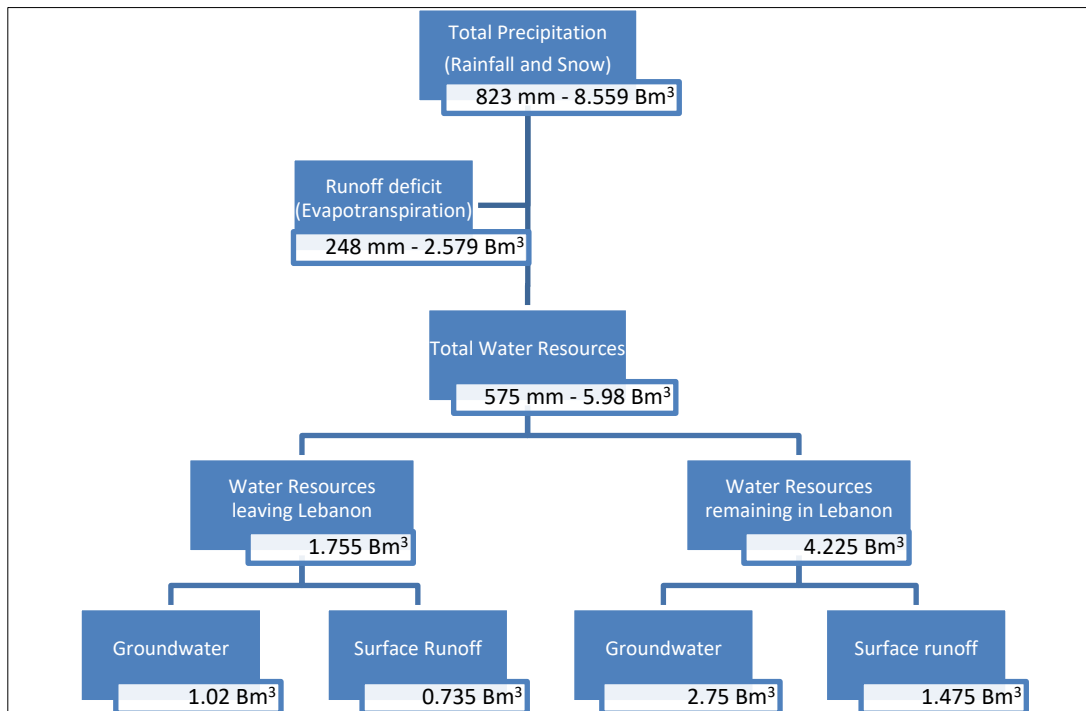 Total Precipitation
(Rainfall and Snow)
823 mm - 8.559 Bm³
Runoff deficit
(Evapotranspiration)
248 mm - 2.579 Bm³
Total Water Resources
575 mm - 5.98 Bm³
Water Resources
leaving Lebanon
1.755 Bm³
Water Resources
remaining in Lebanon
4.225 Bm³
Groundwater
1.02 Bm³
Surface Runoff
0.735 Bm³
Groundwater
2.75 Bm³
Surface runoff
1.475 Bm³